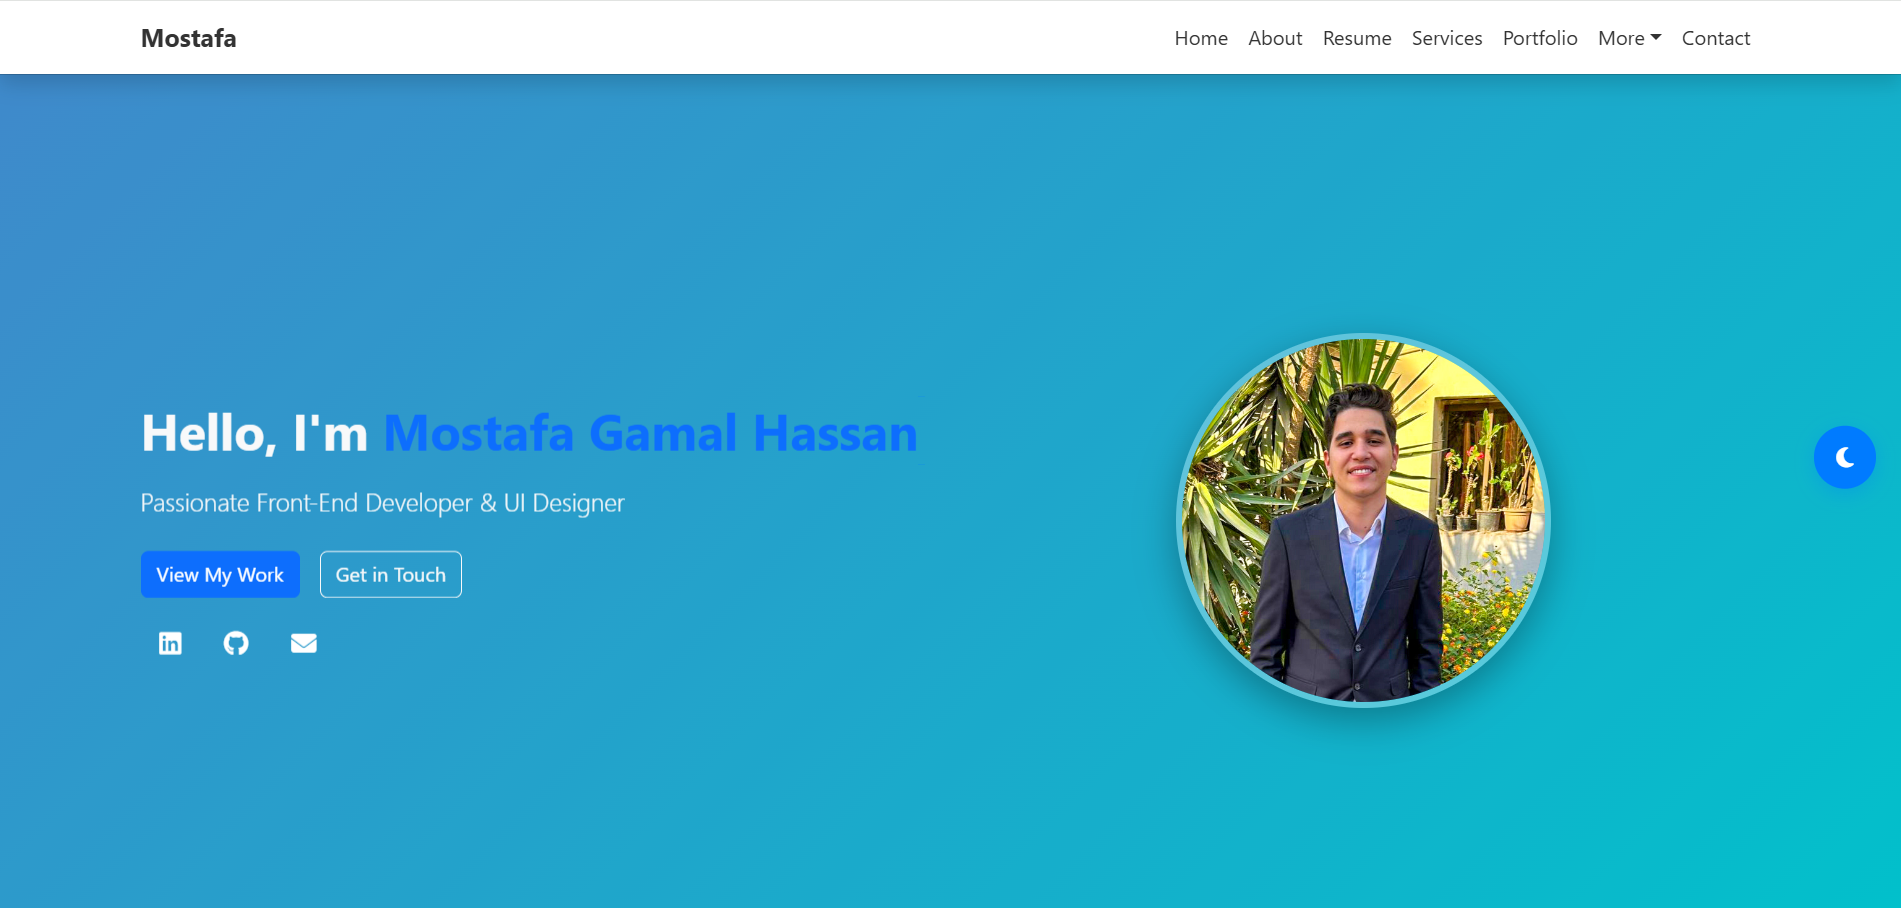 Mostafa
Home About Resume Services Portfolio More Contact
Hello, I'm Mostafa Gamal Hassan
Passionate Front-End Developer & UI Designer
View My Work Get in Touch
in